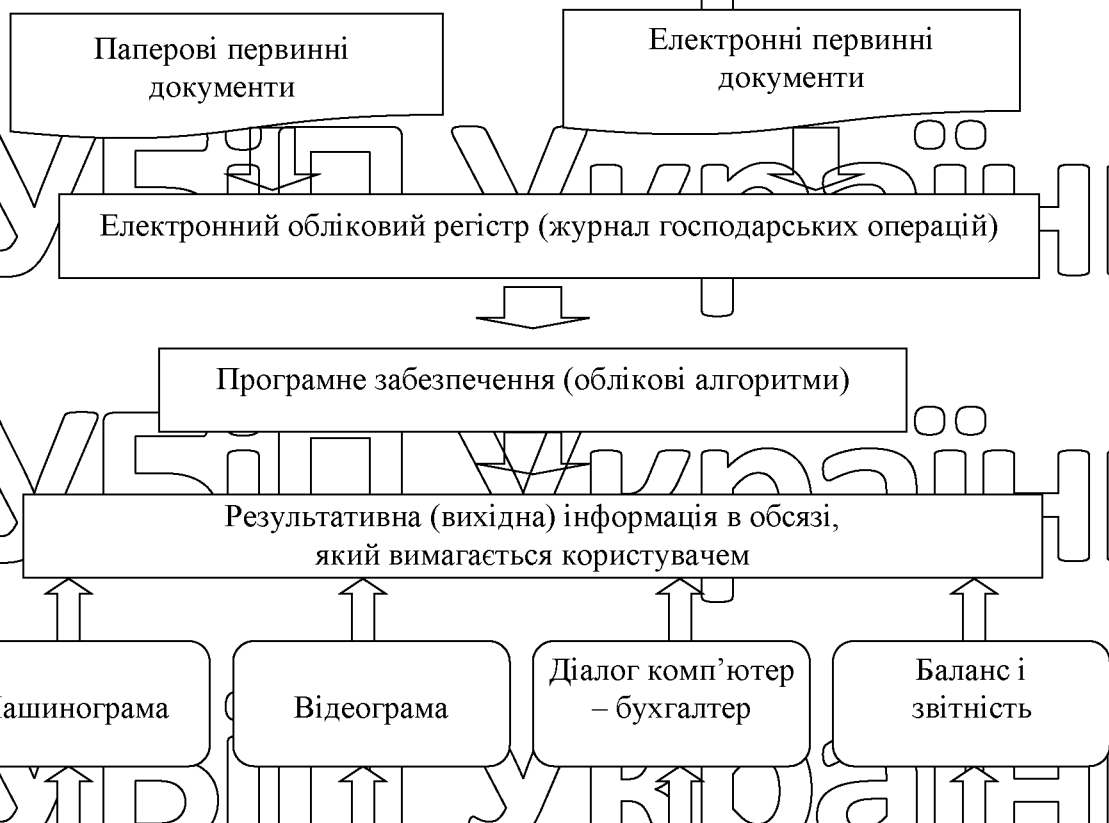 Паперові первинні
документи
Електронні первинні
документи
Електронний обліковий регістр (журнал господарських операцій)
Програмне забезпечення (облікові алгоритми)
Результативна (вихідна) інформація в обсязі,
який вимагається користувачем
Відеограма
Діалог комп’ютер
– бухгалтер
Баланс і
звітність